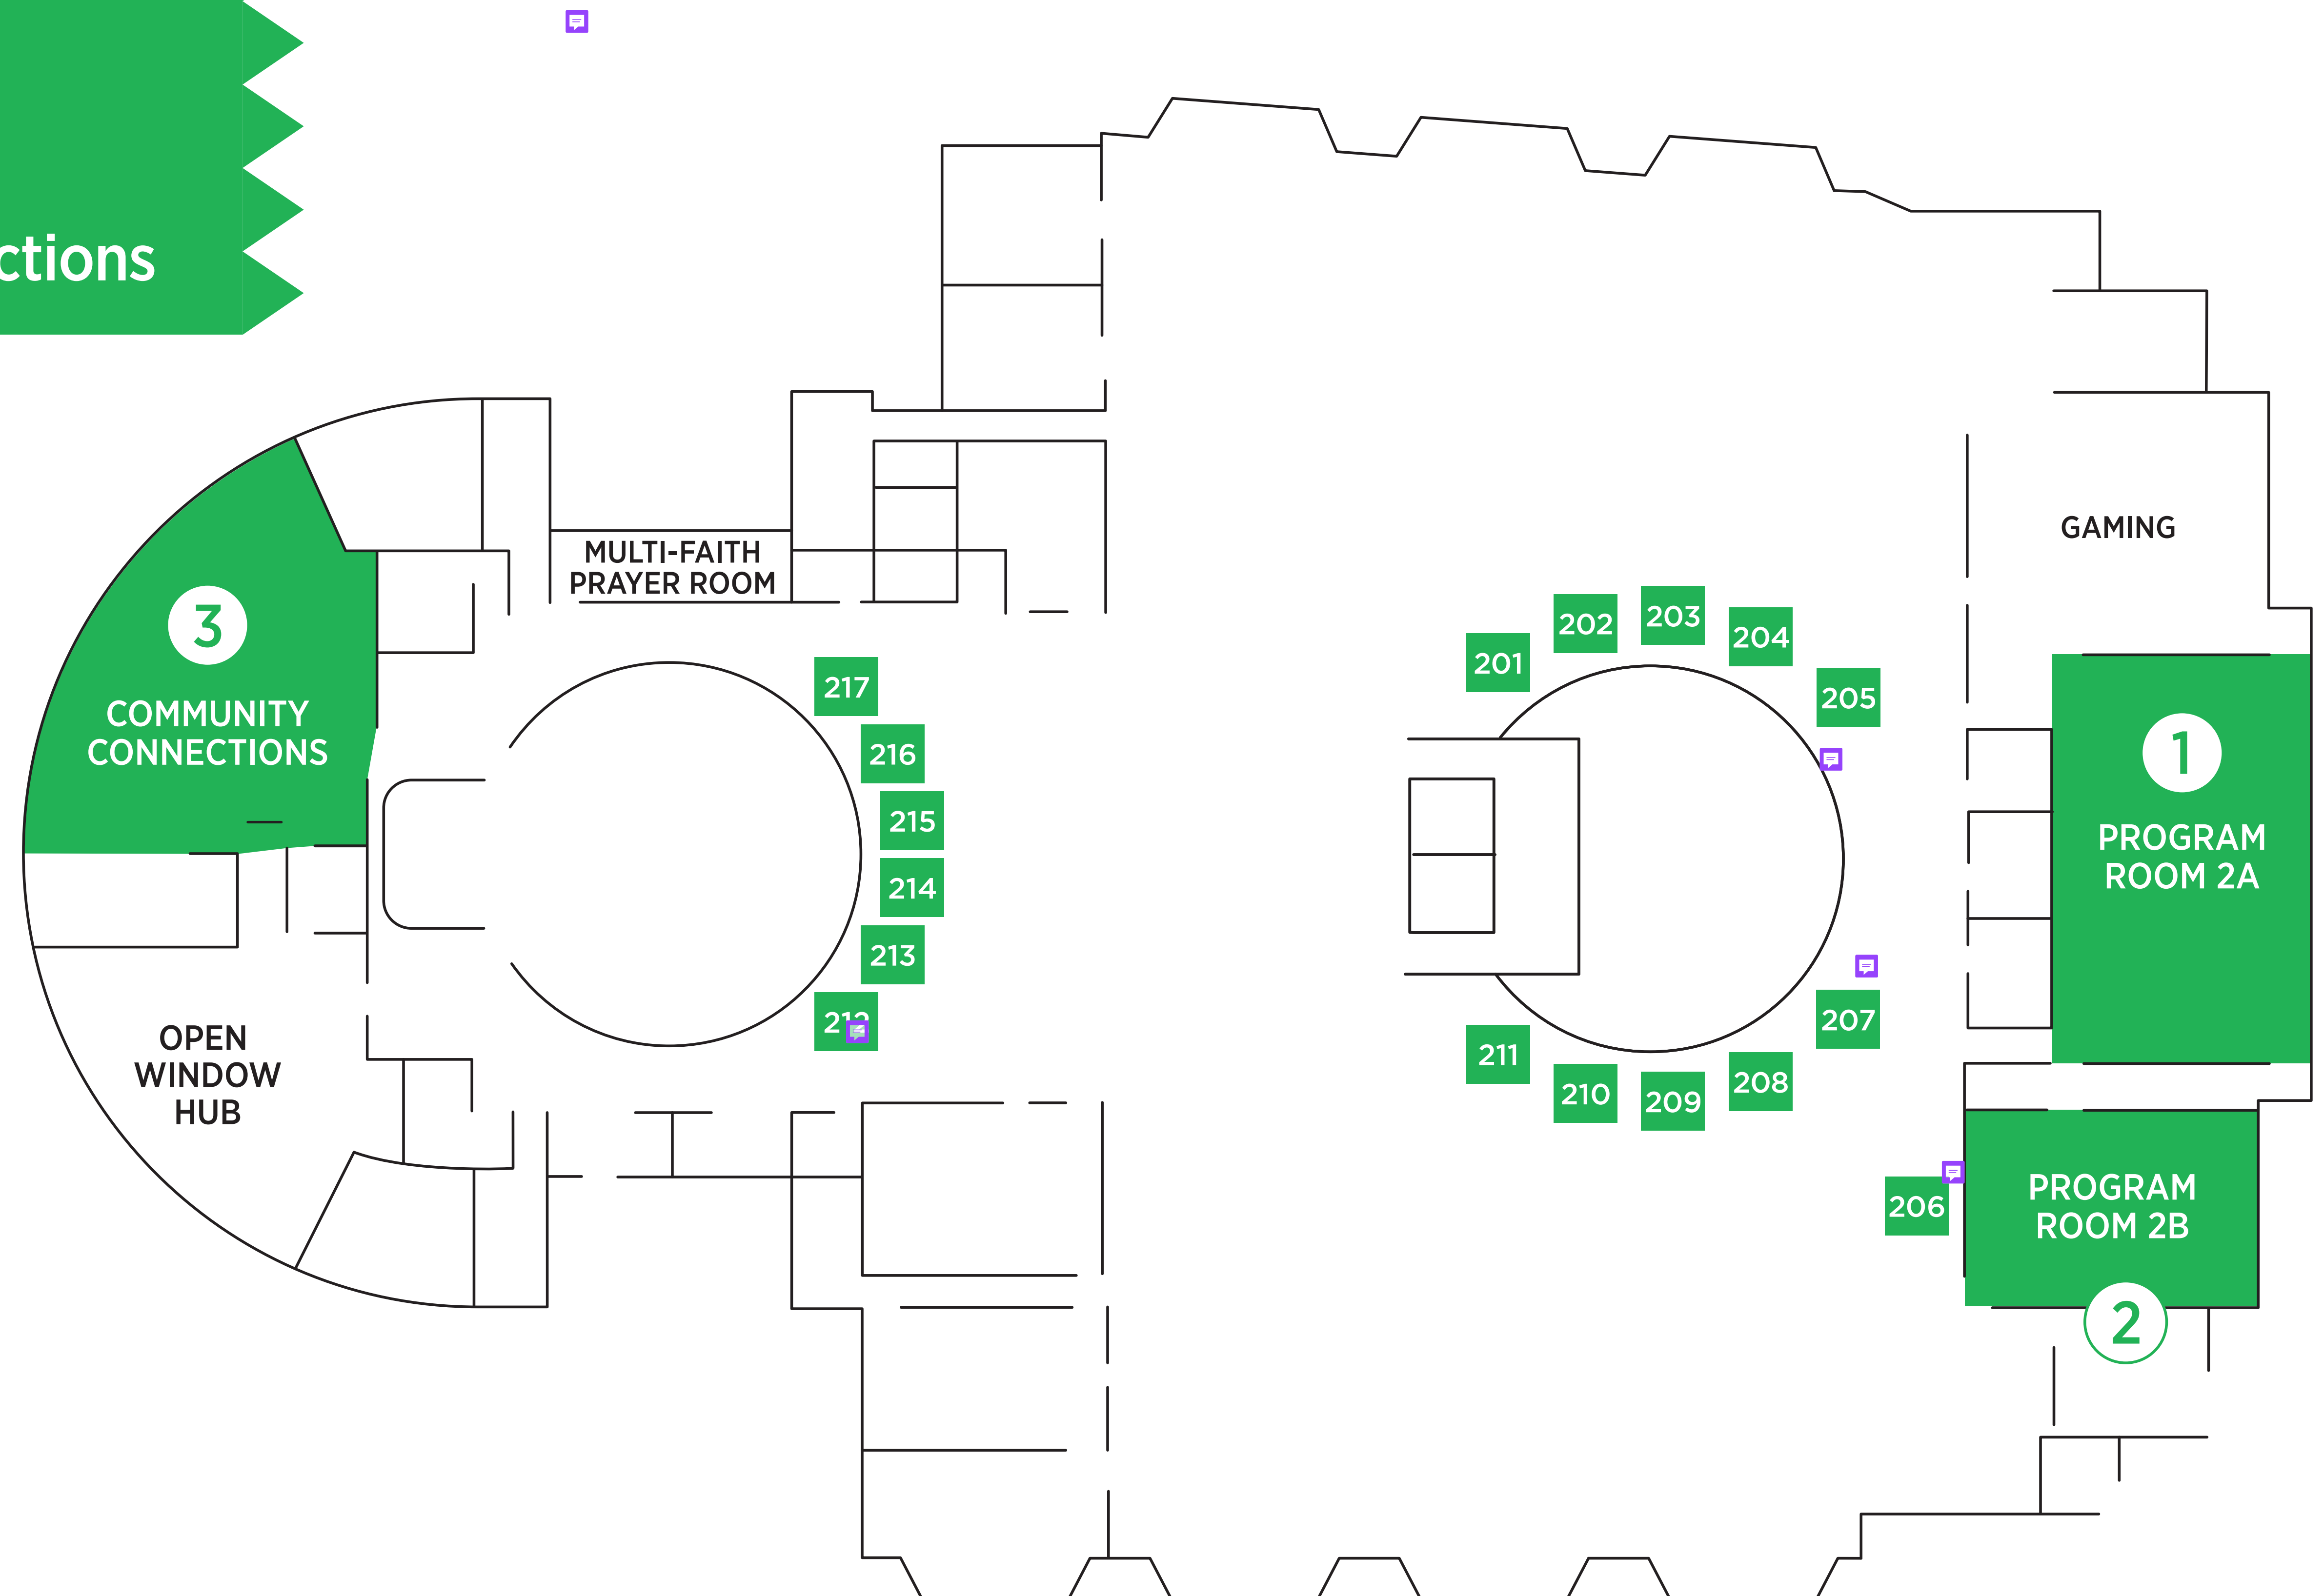 ctions
MULTI-FAITH
PRAYER ROOM
GAMING
3
COMMUNITY
CONNECTIONS
201
202
203
204
205
217
216
215
214
213
212
1
PROGRAM
ROOM 2A
OPEN
WINDOW
HUB
207
208
209
210
211
206
PROGRAM
ROOM 2B
2